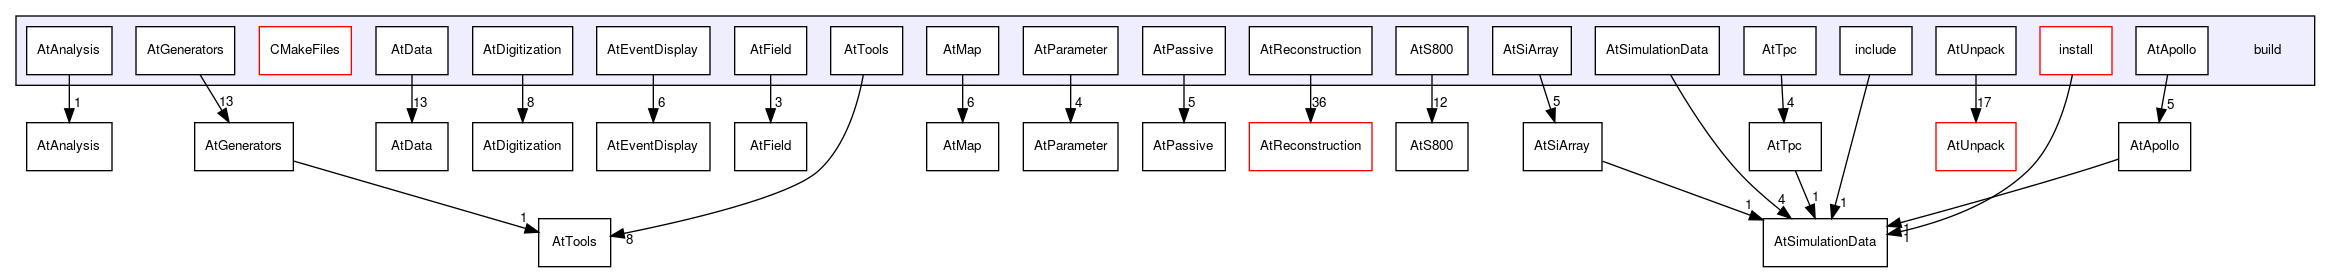 AtAnalysis
AtGenerators
CMakeFiles
AtData
AtDigitization
AtEventDisplay
AtField
AtTools
AtMap
AtParameter
AtPassive
AtReconstruction
AtS800
AtSiArray
AtSimulationData
AtTpc
include
AtUnpack
install
AtApollo
build
1
13
13
8
6
3
6
4
5
36
12
5
4
17
5
AtAnalysis
AtGenerators
AtData
AtDigitization
AtEventDisplay
AtField
AtMap
AtParameter
AtPassive
AtReconstruction
AtS800
AtSiArray
AtTpc
AtUnpack
AtApollo
1
8
1
4
1
1
1
1
AtTools
AtSimulationData